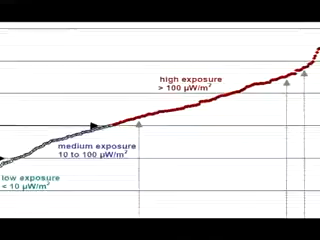 high exposure
> 100 µW/m²
medium exposure
10 to 100 µW/m²
low exposure
< 10 µW/m²